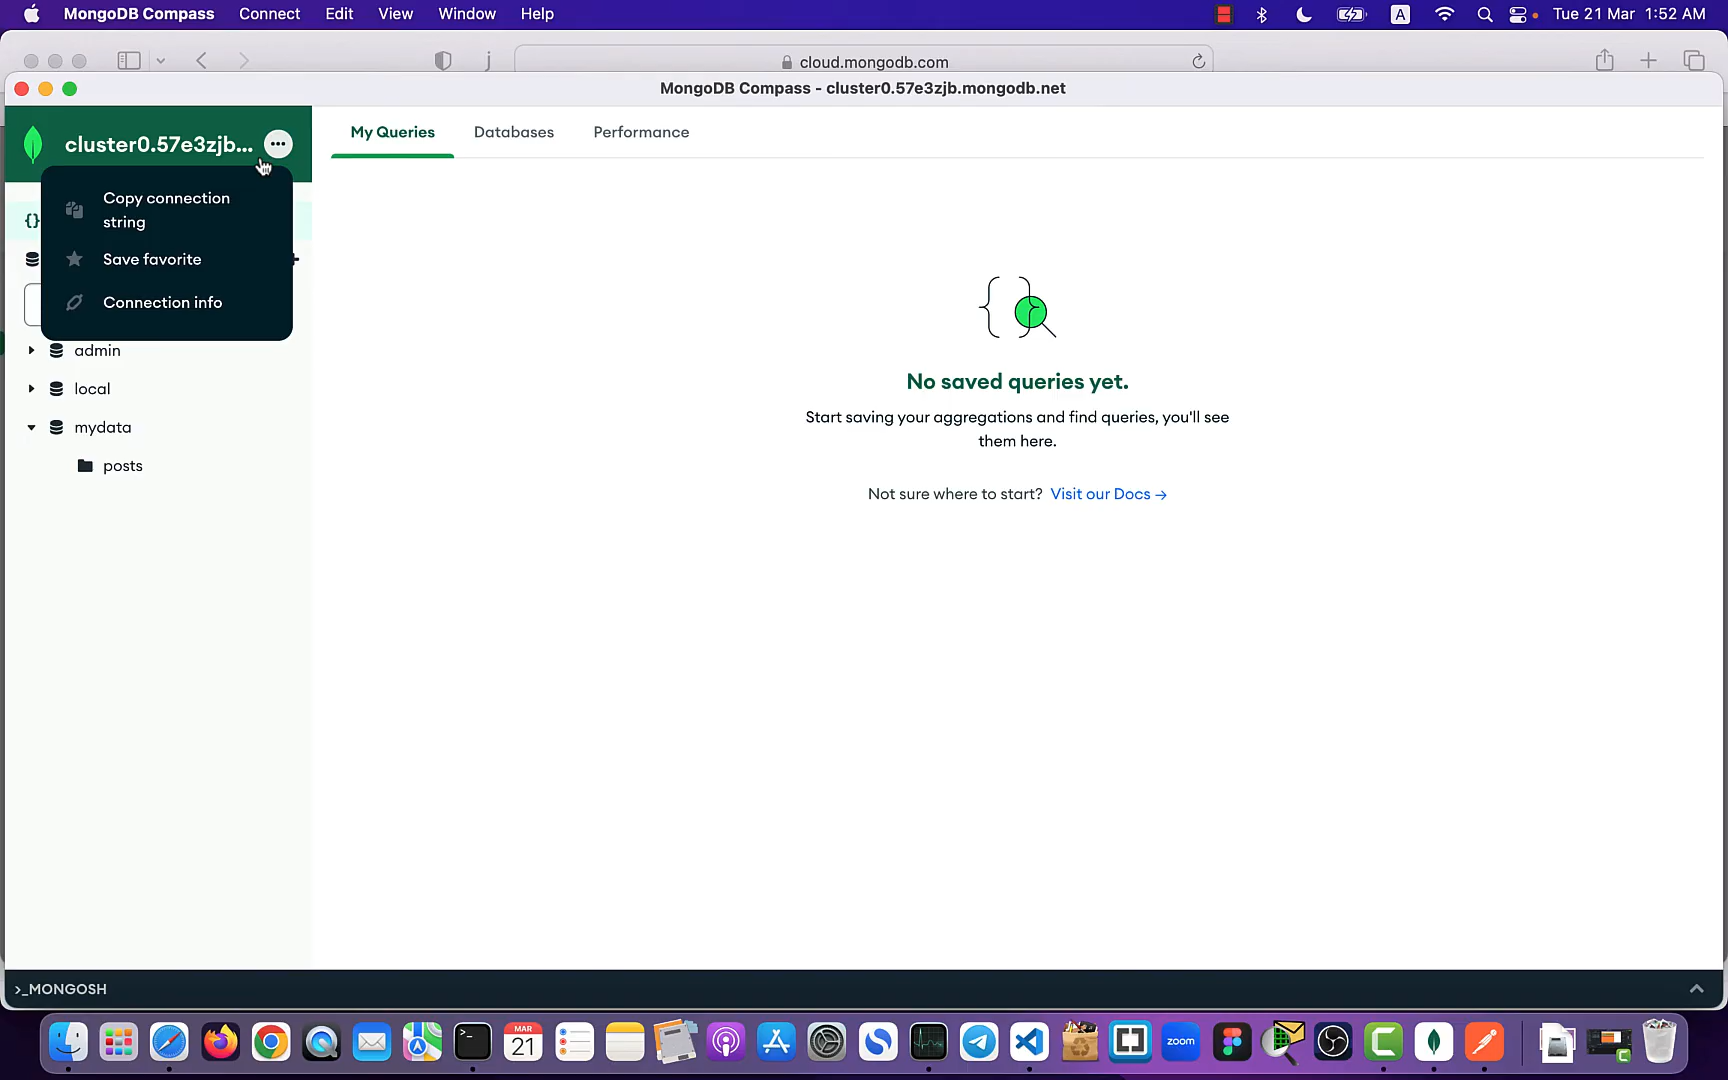 MongoDB Compass Connect Edit View Window Help A Tue 21 Mar 1:52 AM
j cloud.mongodb.com
MongoDB Compass - cluster0.57e3zjb.mongodb.net
cluster0.57e3zjb... ••• My Queries Databases Performance
Copy connection
string
{}
Save favorite +
Connection info
admin
local
mydata
posts
No saved queries yet.
Start saving your aggregations and find queries, you'll see
them here.
Not sure where to start? Visit our Docs →
>_MONGOSH
MAR
21
zoom